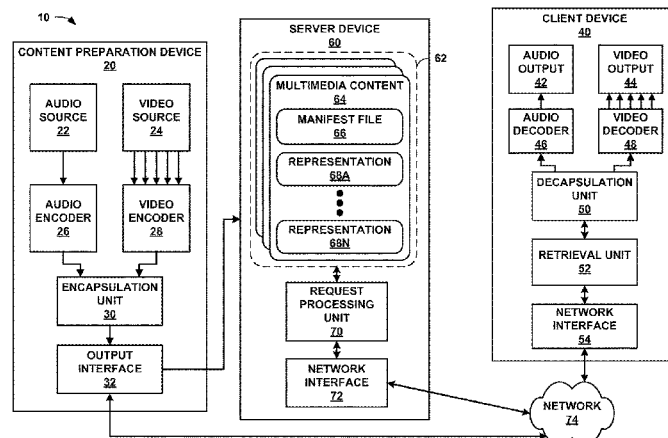 10
CONTENT PREPARATION DEVICE
20
AUDIO
SOURCE
22
VIDEO
SOURCE
24
AUDIO
ENCODER
26
VIDEO
ENCODER
28
ENCAPSULATION
UNIT
30
OUTPUT
INTERFACE
32
SERVER DEVICE
60
62
MULTIMEDIA CONTENT
64
MANIFEST FILE
66
REPRESENTATION
68A
REPRESENTATION
68N
REQUEST
PROCESSING
UNIT
70
NETWORK
INTERFACE
72
CLIENT DEVICE
40
AUDIO
OUTPUT
42
VIDEO
OUTPUT
44
AUDIO
DECODER
46
VIDEO
DECODER
48
DECAPSULATION
UNIT
50
RETRIEVAL UNIT
52
NETWORK
INTERFACE
54
NETWORK
74